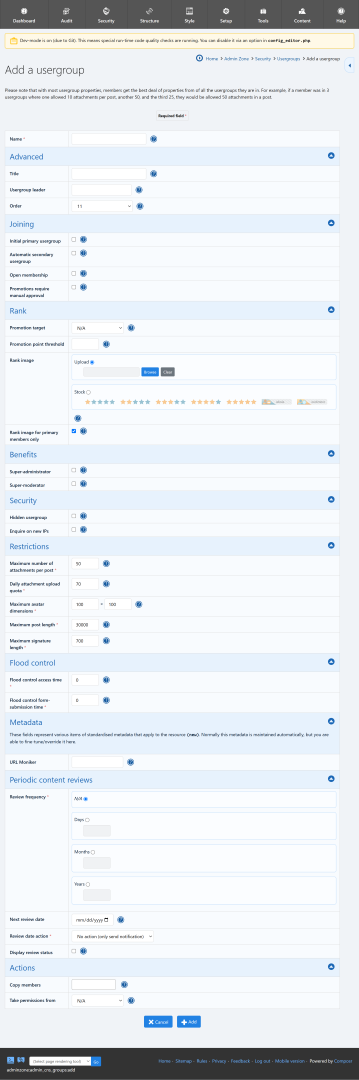 Dashboard
Audit
Security
Structure
Style
Setup
Tools
Content
Help
Dev-mode is on (due to Git). This means special run-time code quality checks are running. You can disable it via an option in config_editor.php
Home > Admin Zone > Security > Usergroups > Add a usergroup
Add a usergroup
Please note that with most usergroup properties, members get the best deal of properties from of all the usergroups they are in. For example, if a member was in 3
usergroups where one allowed 10 attachments per post, another 50, and the third 25, they would be allowed 50 attachments in a post.
Required field *
Name *
Advanced
Title
Usergroup leader
Order
11
Joining
Initial primary usergroup
Automatic secondary
usergroup
Open membership
Promotions require
manual approval
Rank
Promotion target
N/A
Promotion point threshold
Rank image
Upload
Browse
Clear
Stock
Rank image for primary
members only
Benefits
Super-administrator
Super-moderator
Security
Hidden usergroup
Enquire on new IPs
Restrictions
Maximum number of
attachments per post *
50
Daily attachment upload
quota *
70
Maximum avatar
dimensions *
100 × 100
Maximum post length *
30000
Maximum signature
length *
700
Flood control
Flood control access time
*
0
Flood control form-
submission time *
0
Metadata
These fields represent various items of standardised metadata that apply to the resource (new). Normally this metadata is maintained automatically, but you are
able to fine-tune/override it here.
URL Moniker
Periodic content reviews
Review frequency *
N/A
Days
Months
Years
Next review date
mm/dd/yyyy
Review date action *
No action (only send notification)
Display review status
Actions
Copy members
Take permissions from
N/A
Cancel
Add
Home · Sitemap · Rules · Privacy · Feedback · Log out · Mobile version · Powered by Composr
adminzone:admin_cns_groups:add